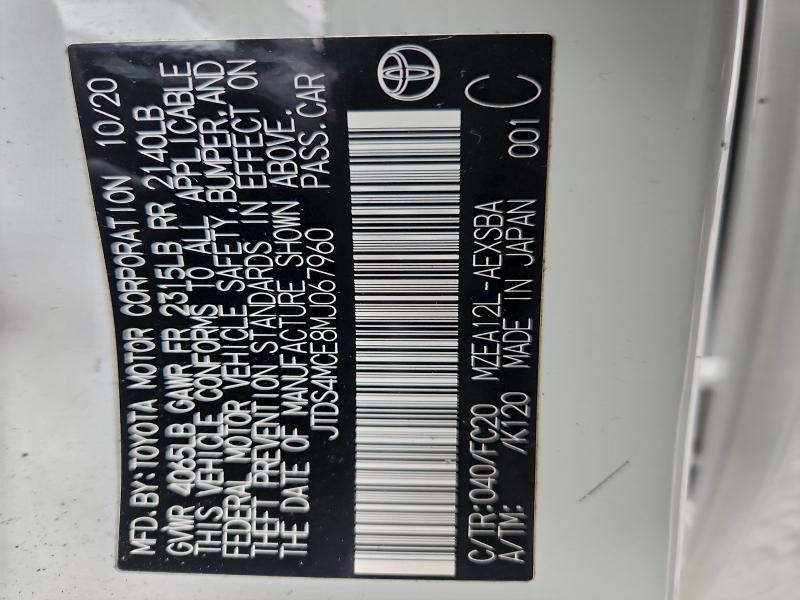 MFD.BY:TOYOTA MOTOR CORPORATION 10/20
GVWR 4065LB GAWR FR 2315LB RR 2140LB
THIS VEHICLE CONFORMS TO ALL APPLICABLE
FEDERAL MOTOR VEHICLE SAFETY,BUMPER,AND
THEFT PREVENTION STANDARDS IN EFFECT ON
THE DATE OF MANUFACTURE SHOWN ABOVE.
JTDS4MCE8MJ067960 PASS.CAR
C/TR:040/FC20 MZEA12L-AEXSBA
A/TM: /K120 MADE IN JAPAN 001 C